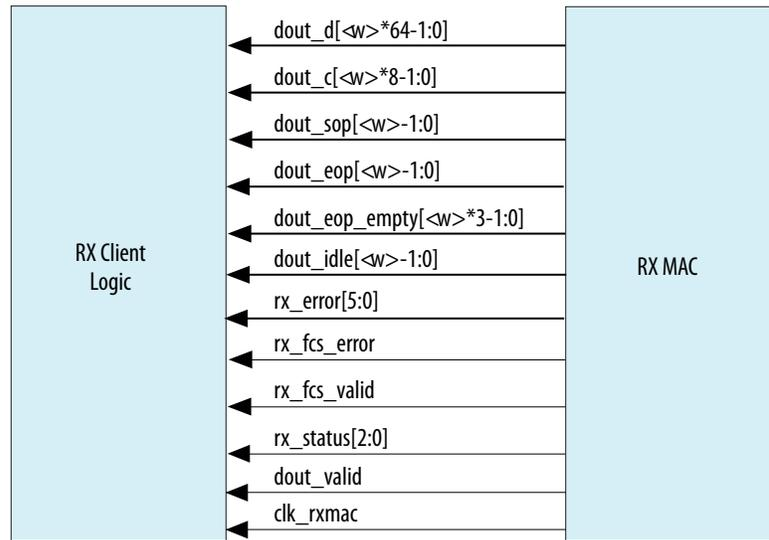 dout_d[<w>*64-1:0]
dout_c[<w>*8-1:0]
dout_sop[<w>-1:0]
dout_eop[<w>-1:0]
dout_eop_empty[<w>*3-1:0]
dout_idle[<w>-1:0]
rx_error[5:0]
rx_fcs_error
rx_fcs_valid
rx_status[2:0]
dout_valid
clk_rxmac
RX Client
Logic
RX MAC